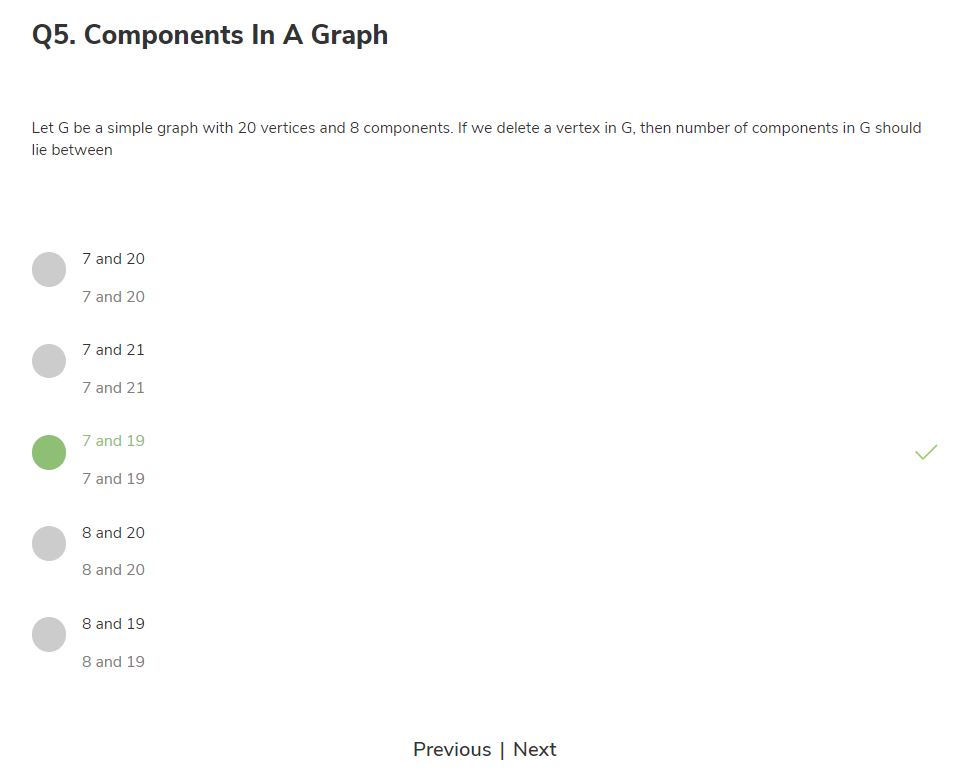 Q5. Components In A Graph
Let G be a simple graph with 20 vertices and 8 components. If we delete a vertex in G, then number of components in G should
lie between
7 and 20
7 and 20
7 and 21
7 and 21
7 and 19
7 and 19
8 and 20
8 and 20
8 and 19
8 and 19
Previous | Next